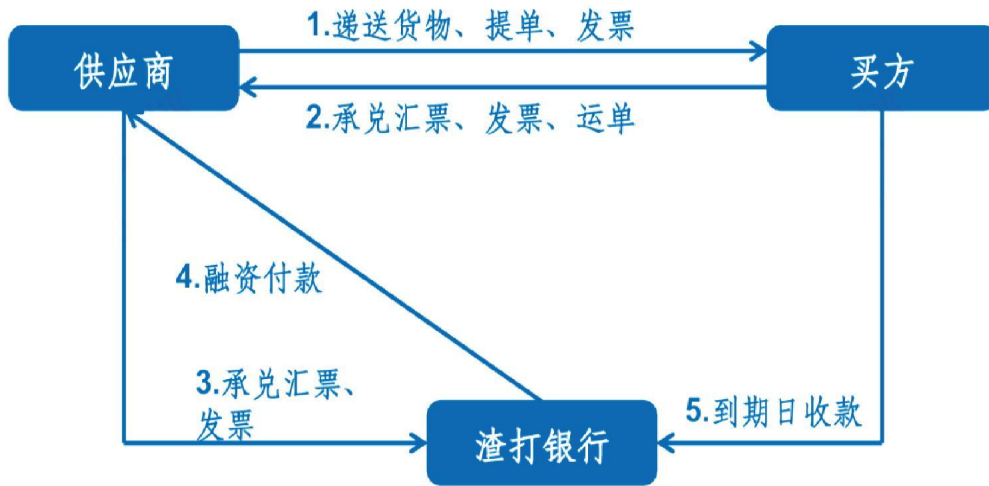 1.递送货物、提单、发票
供应商
买方
2.承兑汇票、发票、运单
4.融资付款
3.承兑汇票、
发票
5.到期日收款
渣打银行